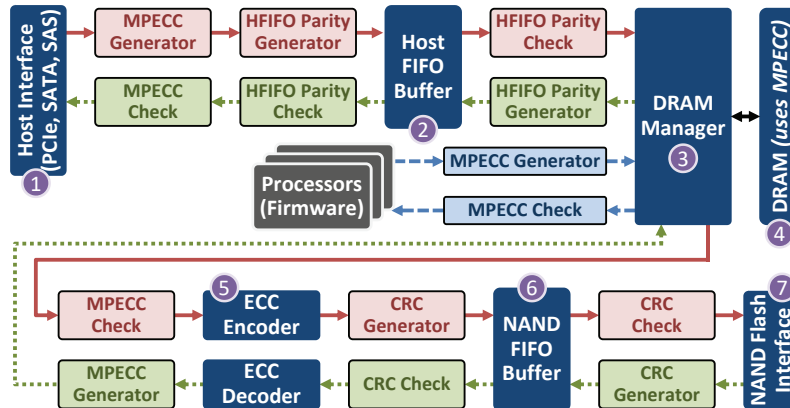 Host Interface
(PCIe, SATA, SAS)
1
MPECC
Generator
HFIFO Parity
Generator
Host
FIFO
Buffer
2
HFIFO Parity
Check
MPECC
Check
HFIFO Parity
Check
HFIFO Parity
Generator
DRAM
Manager
3
DRAM (uses MPECC)
4
Processors
(Firmware)
MPECC Generator
MPECC Check
MPECC
Check
5
ECC
Encoder
CRC
Generator
6
NAND
FIFO
Buffer
CRC
Check
7
NAND Flash
Interface
MPECC
Generator
ECC
Decoder
CRC Check
CRC
Generator